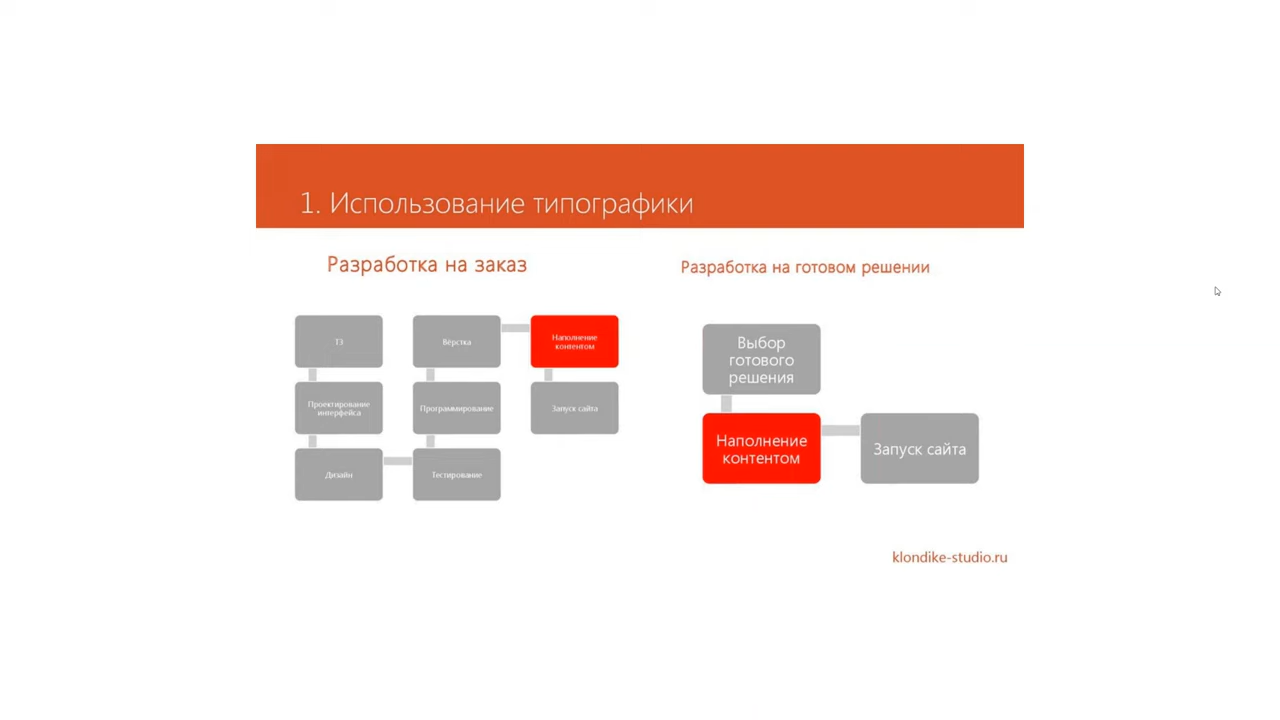 1. Использование типографики
Разработка на заказ
ТЗ
Проектирование
интерфейса
Дизайн
Вёрстка
Программирование
Тестирование
Наполнение
контентом
Запуск сайта
Разработка на готовом решении
Выбор
готового
решения
Наполнение
контентом
Запуск сайта
klondike-studio.ru